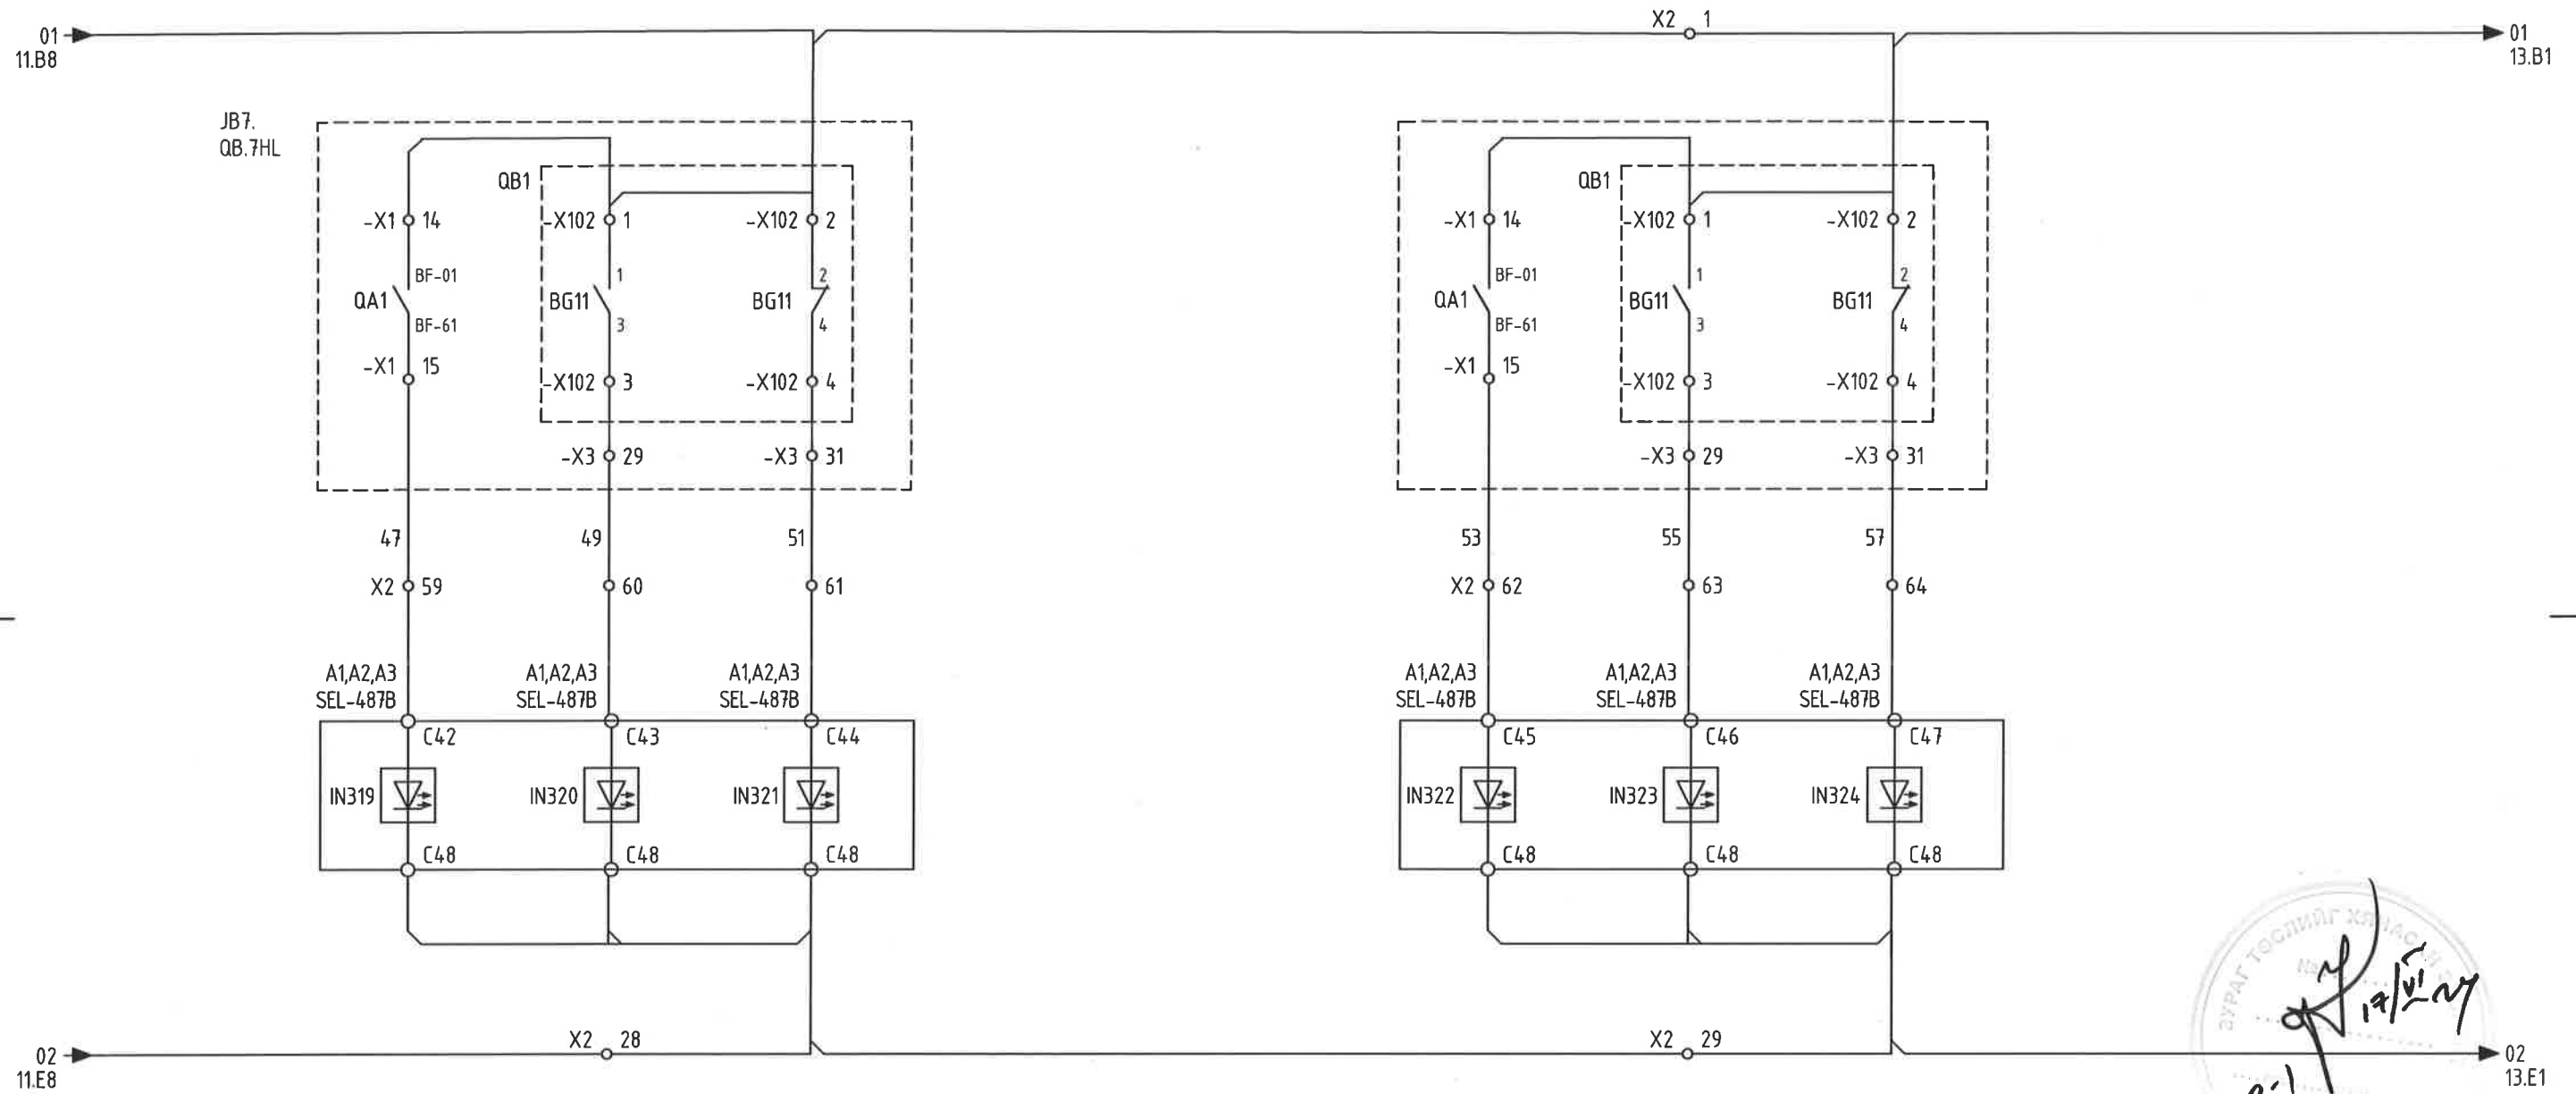 01
11.B8
X2 1
01
13.B1
JB7.
QB.7HL
QB1
-X1 14
-X102 1
-X102 2
BF-01
1
2
QA1
BG11
BG11
BF-61
3
4
-X1 15
-X102 3
-X102 4
-X3 29
-X3 31
47
49
51
X2 59
60
61
A1,A2,A3
SEL-487B
A1,A2,A3
SEL-487B
A1,A2,A3
SEL-487B
C42
C43
C44
IN319
IN320
IN321
C48
C48
C48
QB1
-X1 14
-X102 1
-X102 2
BF-01
1
2
QA1
BG11
BG11
BF-61
3
4
-X1 15
-X102 3
-X102 4
-X3 29
-X3 31
53
55
57
X2 62
63
64
A1,A2,A3
SEL-487B
A1,A2,A3
SEL-487B
A1,A2,A3
SEL-487B
C45
C46
C47
IN322
IN323
IN324
C48
C48
C48
02
11.E8
X2 28
X2 29
02
13.E1
ЗУРАГ ТӨСЛИЙГ
17/VI-24